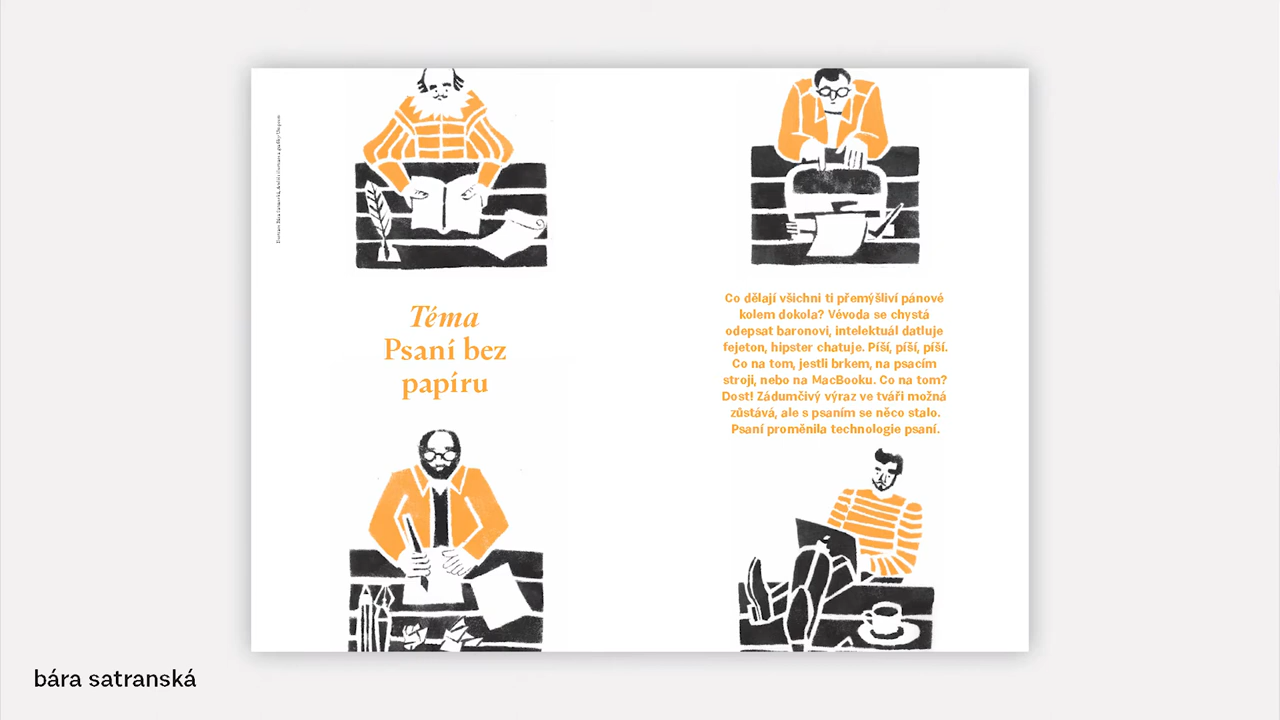 Téma
Psaní bez
papíru
Co dělají všichni ti přemýšliví pánové
kolem dokola? Vévoda se chystá
odepsat baronovi, intelektuál datluje
fejeton, hipster chatuje. Píší, píší, píší.
Co na tom, jestli brkem, na psacím
stroji, nebo na MacBooku. Co na tom?
Dost! Zádumčivý výraz ve tváři možná
zůstává, ale s psaním se něco stalo.
Psaní proměnila technologie psaní.
bára satranská